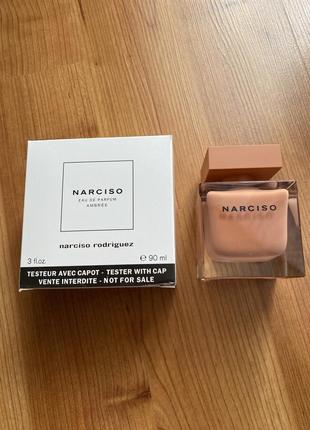 NARCISO
EAU DE PARFUM
AMBRÉE
narciso rodriguez
3 fl.oz.
℮ 90 ml
TESTEUR AVEC CAPOT - TESTER WITH CAP
VENTE INTERDITE - NOT FOR SALE
NARCISO